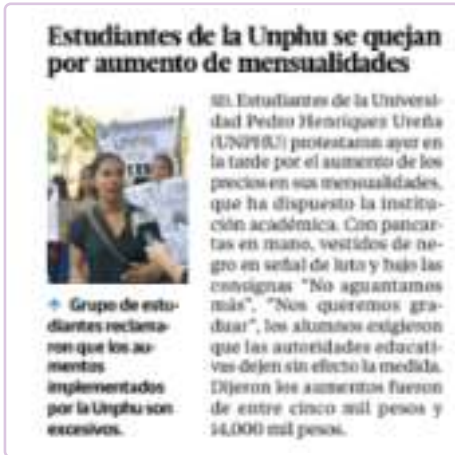 Estudiantes de la Unphu se quejan
por aumento de mensualidades
SD. Estudiantes de la Universi-
dad Pedro Henríquez Ureña
(UNPHU) protestaron ayer en
la tarde por el aumento de los
precios en sus mensualidades,
que ha dispuesto la institu-
ción académica. Con pancar-
tas en mano, vestidos de ne-
gro en señal de luto y bajo las
consignas "No aguantamos
más", "Nos queremos gra-
duar", los alumnos exigieron
que las autoridades educati-
vas dejen sin efecto la medida.
Dijeron los aumentos fueron
de entre cinco mil pesos y
14,000 mil pesos.
UNPHU
Grupo de estu-
diantes reclama-
ron que los au-
mentos
implementados
por la Unphu son
excesivos.